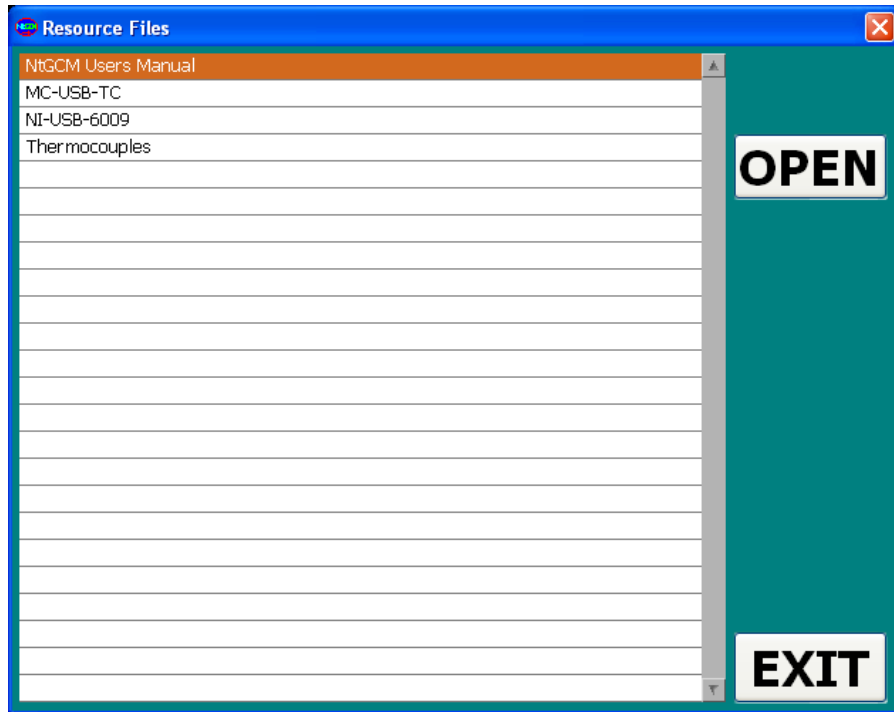 Resource Files
NtGCM Users Manual
MC-USB-TC
NI-USB-6009
Thermocouples
OPEN
EXIT